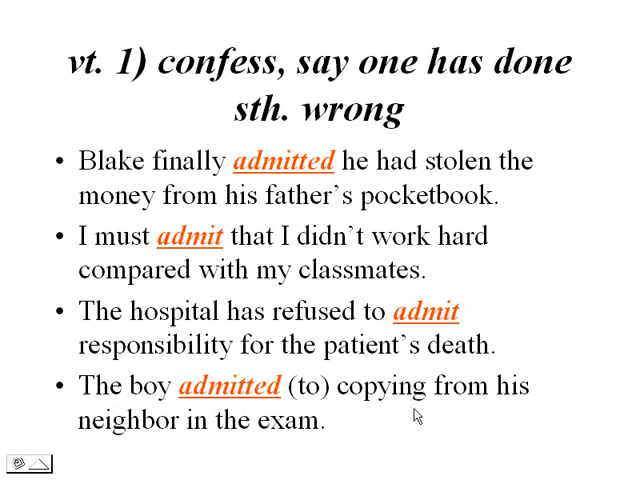 vt. 1) confess, say one has done
sth. wrong
• Blake finally admitted he had stolen the
money from his father’s pocketbook.
• I must admit that I didn’t work hard
compared with my classmates.
• The hospital has refused to admit
responsibility for the patient’s death.
• The boy admitted (to) copying from his
neighbor in the exam.